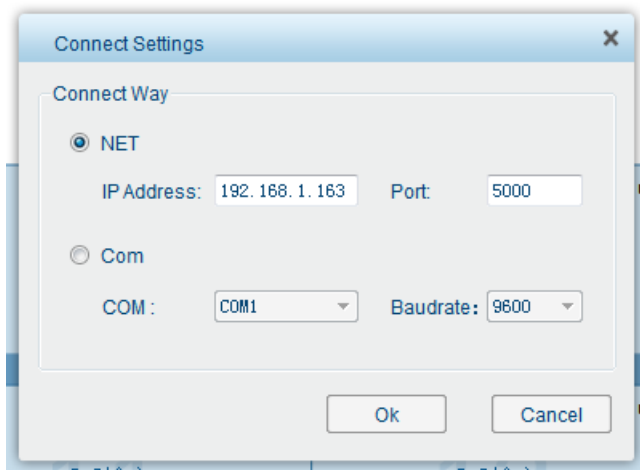 Connect Settings
Connect Way
NET
IP Address: 192.168.1.163 Port: 5000
Com
COM : COM1 Baudrate: 9600
Ok Cancel